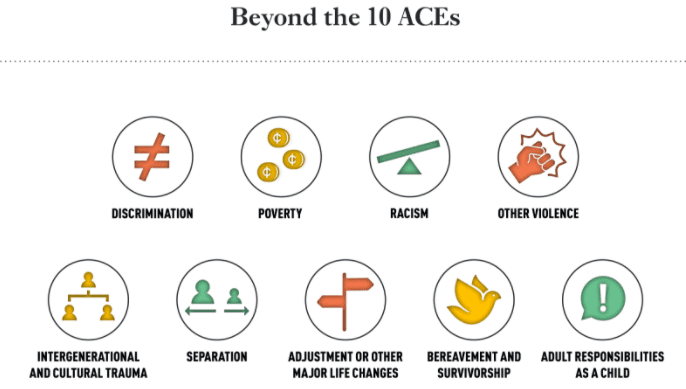 Beyond the 10 ACEs
DISCRIMINATION
POVERTY
RACISM
OTHER VIOLENCE
INTERGENERATIONAL
AND CULTURAL TRAUMA
SEPARATION
ADJUSTMENT OR OTHER
MAJOR LIFE CHANGES
BEREAVEMENT AND
SURVIVORSHIP
ADULT RESPONSIBILITIES
AS A CHILD